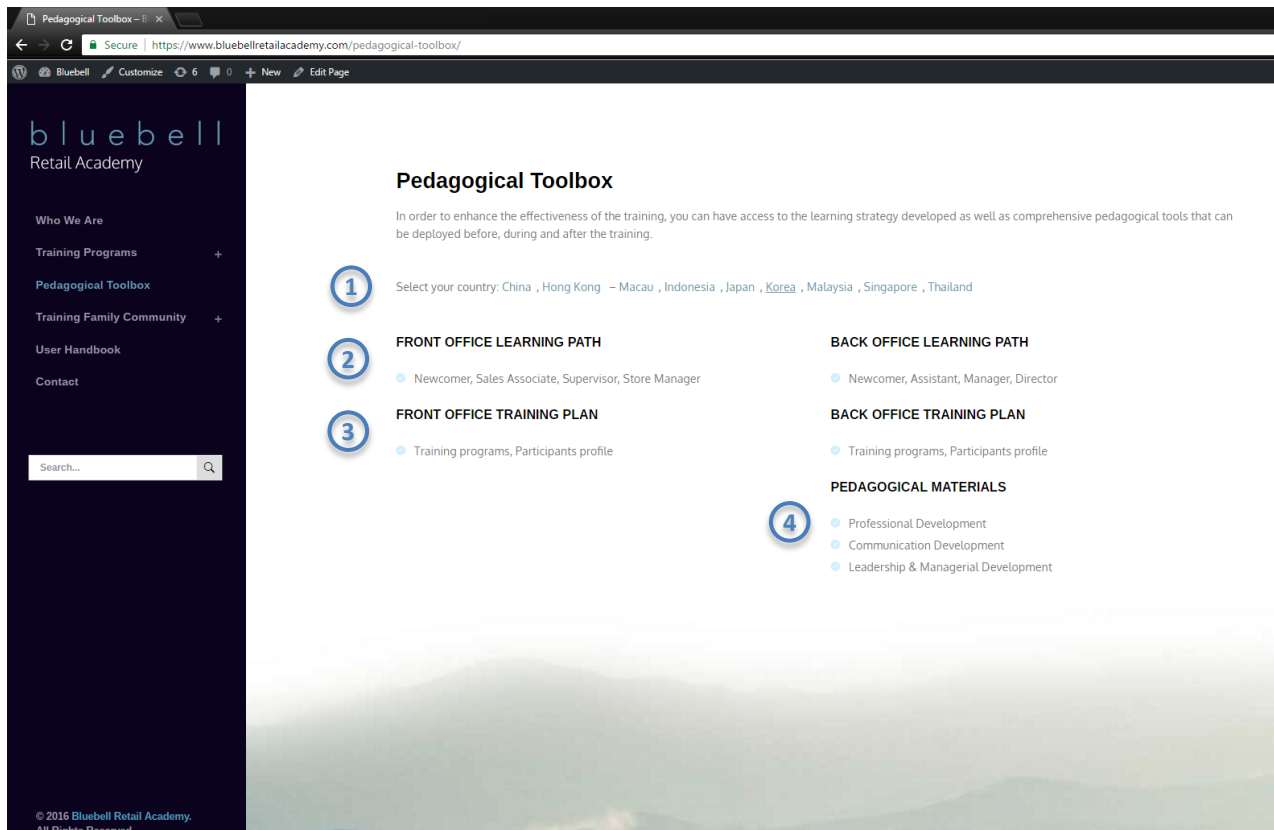 Pedagogical Toolbox – B
Secure | https://www.bluebellretailacademy.com/pedagogical-toolbox/
Bluebell Customize 6 0 + New Edit Page
bluebell
Retail Academy
Who We Are
Training Programs +
Pedagogical Toolbox
Training Family Community +
User Handbook
Contact
Search...
© 2016 Bluebell Retail Academy.
All Rights Reserved
Pedagogical Toolbox
In order to enhance the effectiveness of the training, you can have access to the learning strategy developed as well as comprehensive pedagogical tools that can
be deployed before, during and after the training.
1
Select your country: China , Hong Kong – Macau , Indonesia , Japan , Korea , Malaysia , Singapore , Thailand
2
FRONT OFFICE LEARNING PATH
Newcomer, Sales Associate, Supervisor, Store Manager
BACK OFFICE LEARNING PATH
Newcomer, Assistant, Manager, Director
3
FRONT OFFICE TRAINING PLAN
Training programs, Participants profile
BACK OFFICE TRAINING PLAN
Training programs, Participants profile
PEDAGOGICAL MATERIALS
4
Professional Development
Communication Development
Leadership & Managerial Development